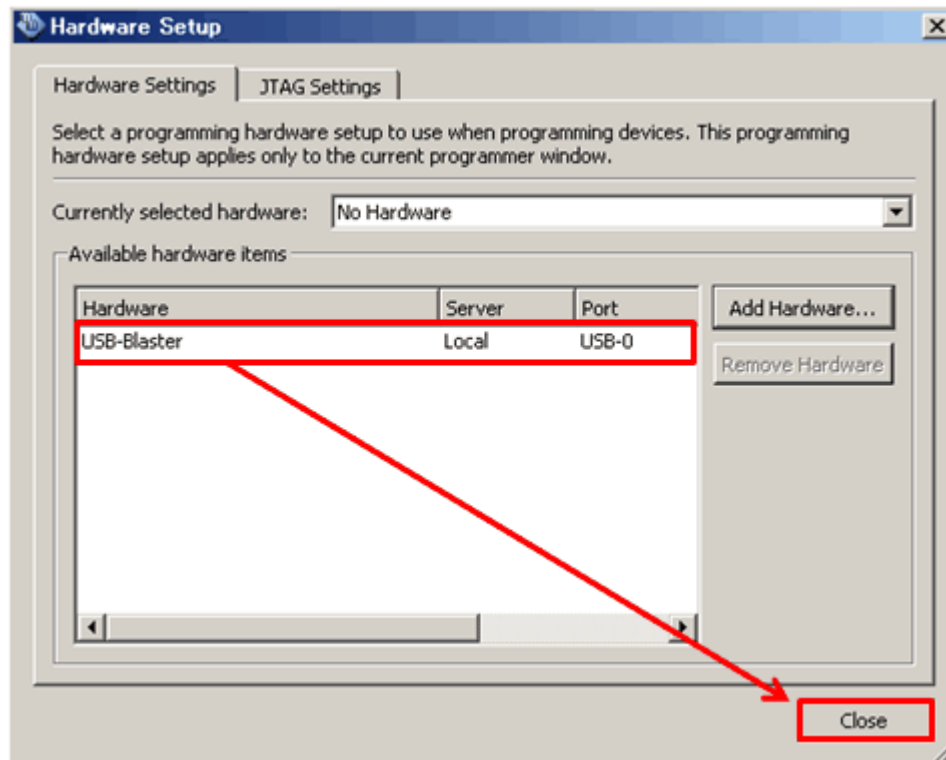 Hardware Setup
Hardware Settings
JTAG Settings
Select a programming hardware setup to use when programming devices. This programming
hardware setup applies only to the current programmer window.
Currently selected hardware: No Hardware
Available hardware items
Hardware Server Port
USB-Blaster Local USB-0
Add Hardware...
Remove Hardware
Close